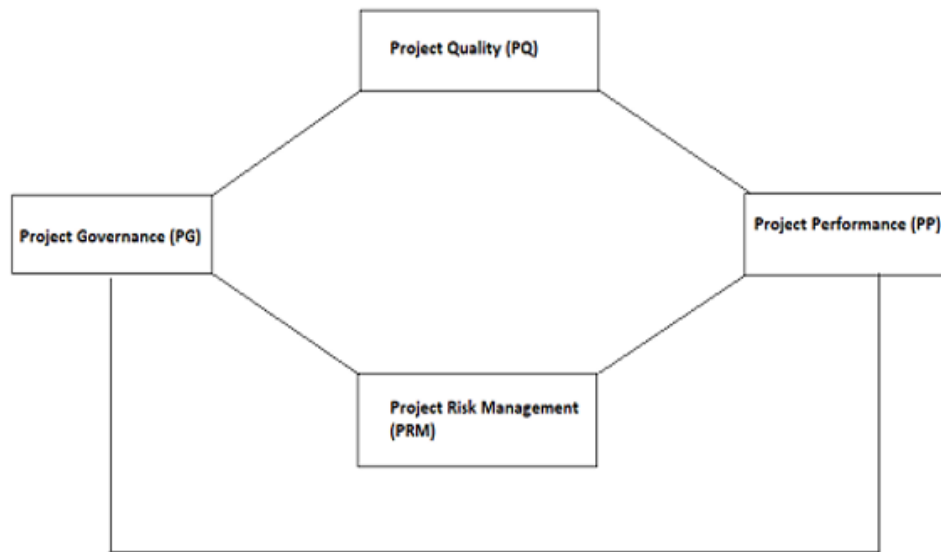 Project Quality (PQ)
Project Governance (PG)
Project Performance (PP)
Project Risk Management
(PRM)